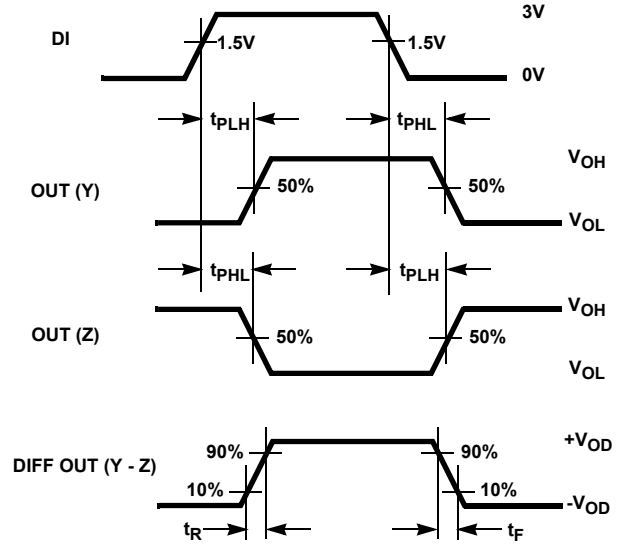 3V
DI
1.5V
1.5V
0V
tPLH
tPHL
VOH
OUT (Y)
50%
50%
VOL
tPHL
tPLH
VOH
OUT (Z)
50%
50%
VOL
+VOD
DIFF OUT (Y - Z)
90%
90%
10%
10%
-VOD
tR
tF